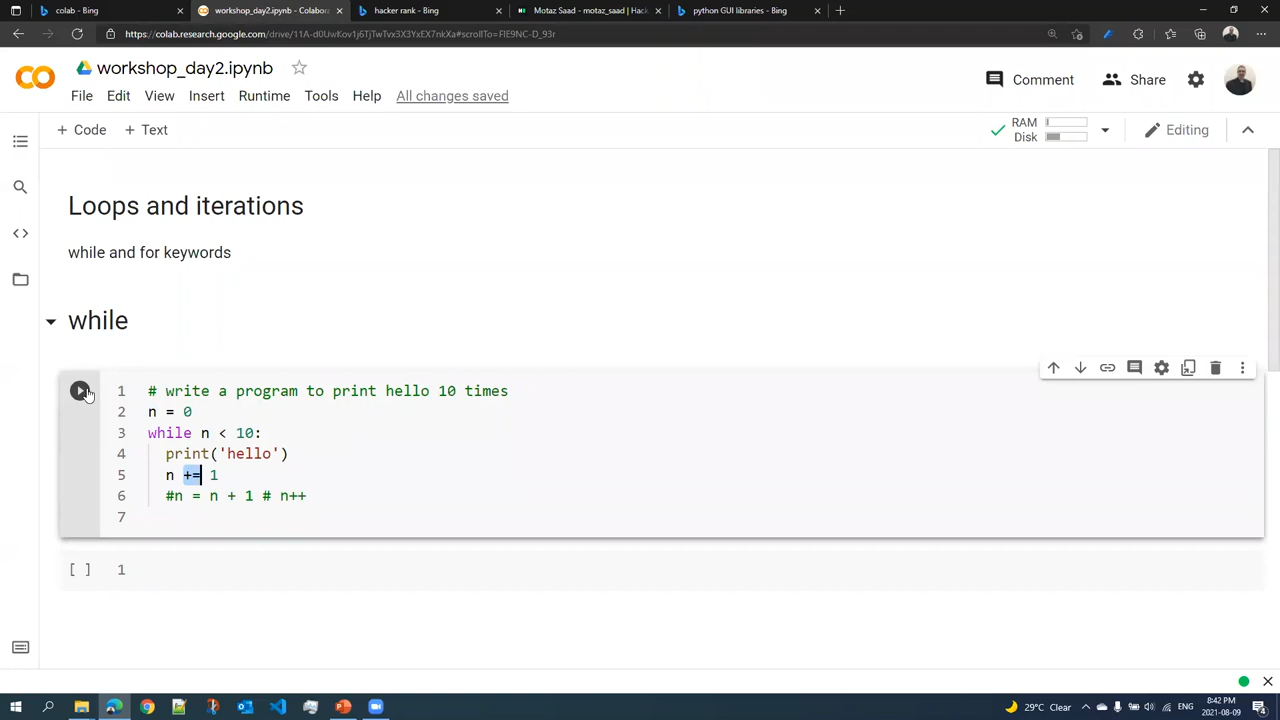 colab - Bing
workshop_day2.ipynb - Colabora
hacker rank - Bing
Motaz Saad - motaz_saad | Hack
python GUI libraries - Bing
https://colab.research.google.com/drive/11A-d0UwKov1j6TjTwTvx3X3YxEX7nkXa#scrollTo=FlE9NC-D_93r
workshop_day2.ipynb
Comment
Share
File Edit View Insert Runtime Tools Help All changes saved
+ Code + Text
RAM
Disk
Editing
Loops and iterations
while and for keywords
while
1 # write a program to print hello 10 times
2 n = 0
3 while n < 10:
4 print('hello')
5 n += 1
6 #n = n + 1 # n++
7
[ ] 1
29°C Clear
ENG
8:42 PM
2021-08-09